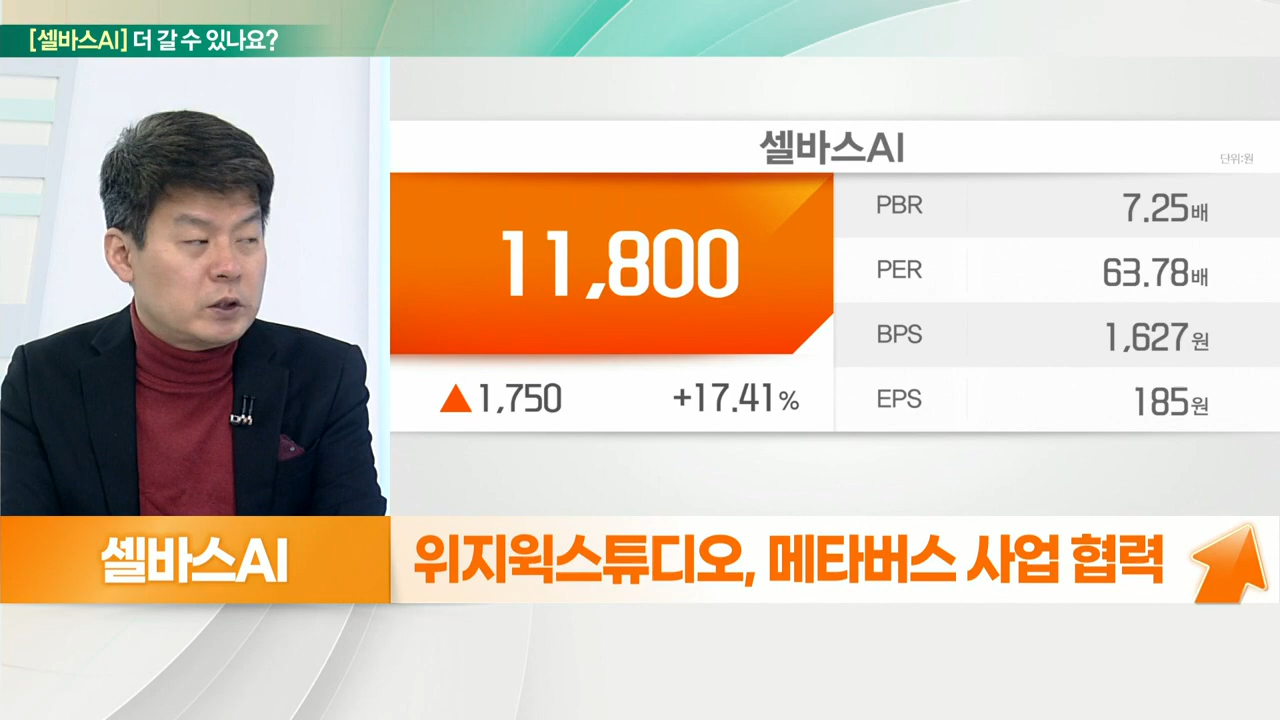 [셀바스AI] 더 갈 수 있나요?
셀바스AI
단위:원
11,800
▲1,750 +17.41%
PBR 7.25배
PER 63.78배
BPS 1,627원
EPS 185원
셀바스AI
위지윅스튜디오, 메타버스 사업 협력